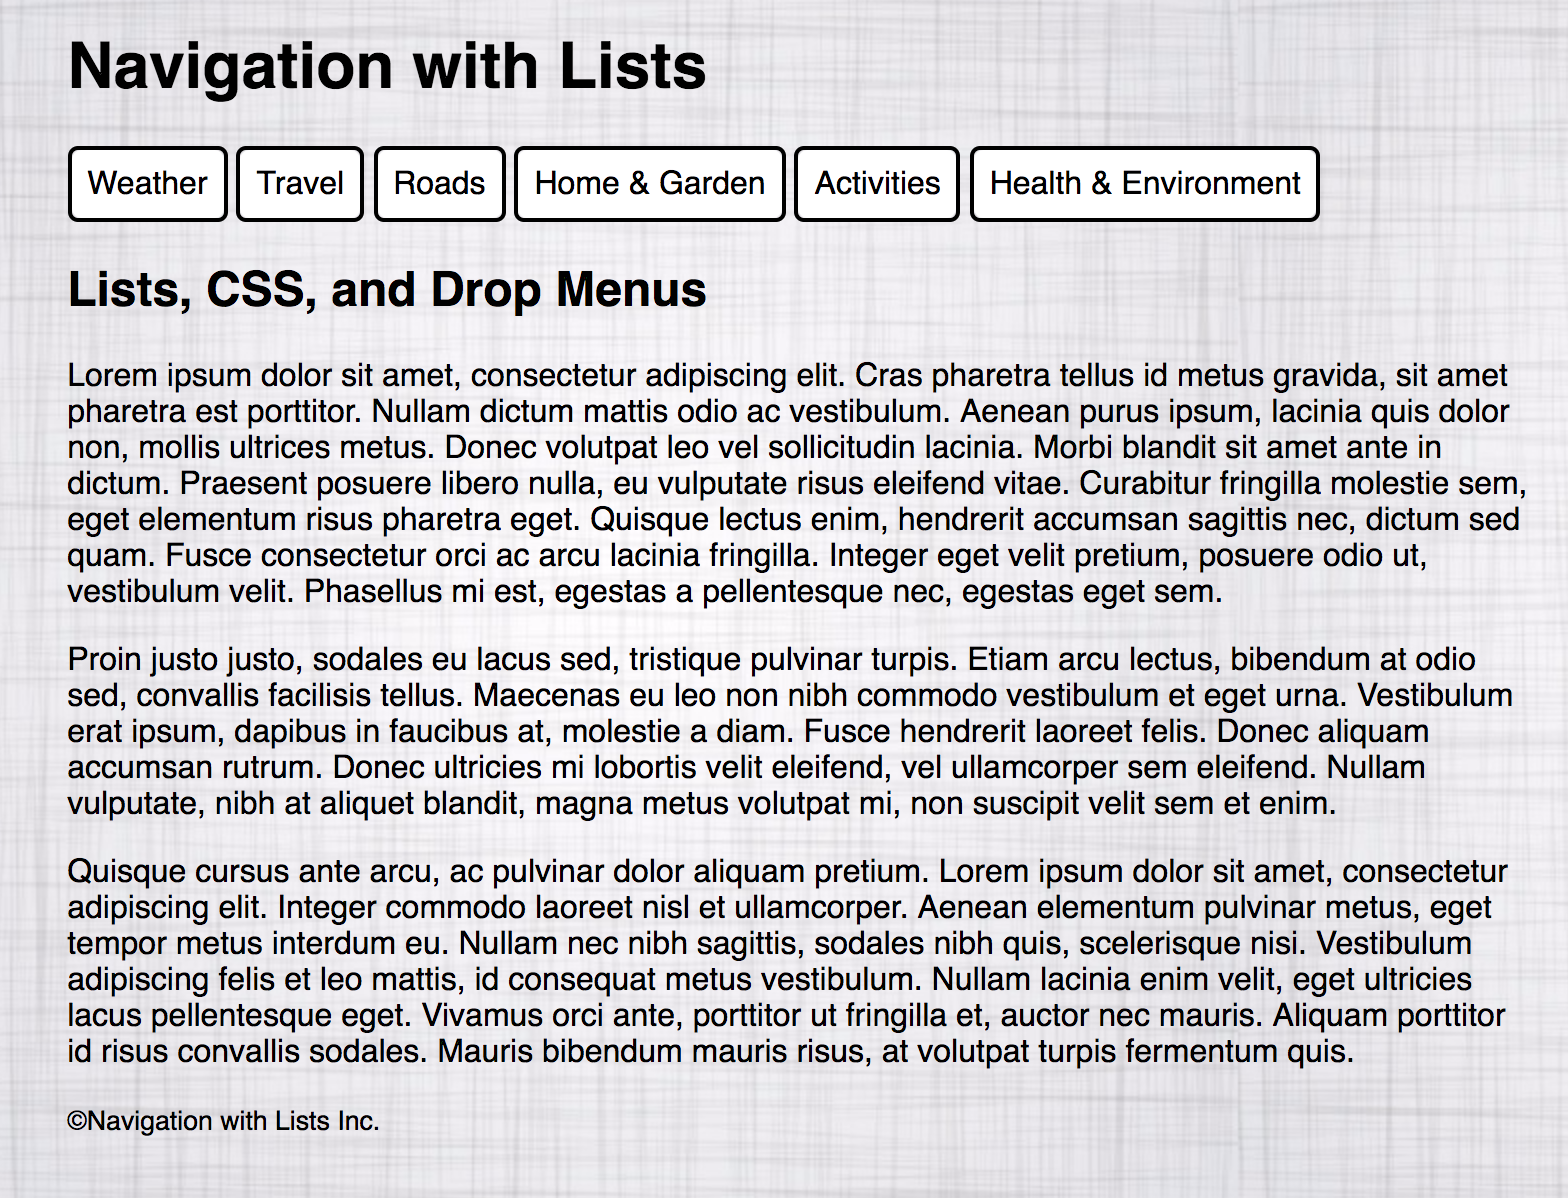 Navigation with Lists
Weather Travel Roads Home & Garden Activities Health & Environment
Lists, CSS, and Drop Menus
Lorem ipsum dolor sit amet, consectetur adipiscing elit. Cras pharetra tellus id metus gravida, sit amet
pharetra est porttitor. Nullam dictum mattis odio ac vestibulum. Aenean purus ipsum, lacinia quis dolor
non, mollis ultrices metus. Donec volutpat leo vel sollicitudin lacinia. Morbi blandit sit amet ante in
dictum. Praesent posuere libero nulla, eu vulputate risus eleifend vitae. Curabitur fringilla molestie sem,
eget elementum risus pharetra eget. Quisque lectus enim, hendrerit accumsan sagittis nec, dictum sed
quam. Fusce consectetur orci ac arcu lacinia fringilla. Integer eget velit pretium, posuere odio ut,
vestibulum velit. Phasellus mi est, egestas a pellentesque nec, egestas eget sem.
Proin justo justo, sodales eu lacus sed, tristique pulvinar turpis. Etiam arcu lectus, bibendum at odio
sed, convallis facilisis tellus. Maecenas eu leo non nibh commodo vestibulum et eget urna. Vestibulum
erat ipsum, dapibus in faucibus at, molestie a diam. Fusce hendrerit laoreet felis. Donec aliquam
accumsan rutrum. Donec ultricies mi lobortis velit eleifend, vel ullamcorper sem eleifend. Nullam
vulputate, nibh at aliquet blandit, magna metus volutpat mi, non suscipit velit sem et enim.
Quisque cursus ante arcu, ac pulvinar dolor aliquam pretium. Lorem ipsum dolor sit amet, consectetur
adipiscing elit. Integer commodo laoreet nisl et ullamcorper. Aenean elementum pulvinar metus, eget
tempor metus interdum eu. Nullam nec nibh sagittis, sodales nibh quis, scelerisque nisi. Vestibulum
adipiscing felis et leo mattis, id consequat metus vestibulum. Nullam lacinia enim velit, eget ultricies
lacus pellentesque eget. Vivamus orci ante, porttitor ut fringilla et, auctor nec mauris. Aliquam porttitor
id risus convallis sodales. Mauris bibendum mauris risus, at volutpat turpis fermentum quis.
©Navigation with Lists Inc.